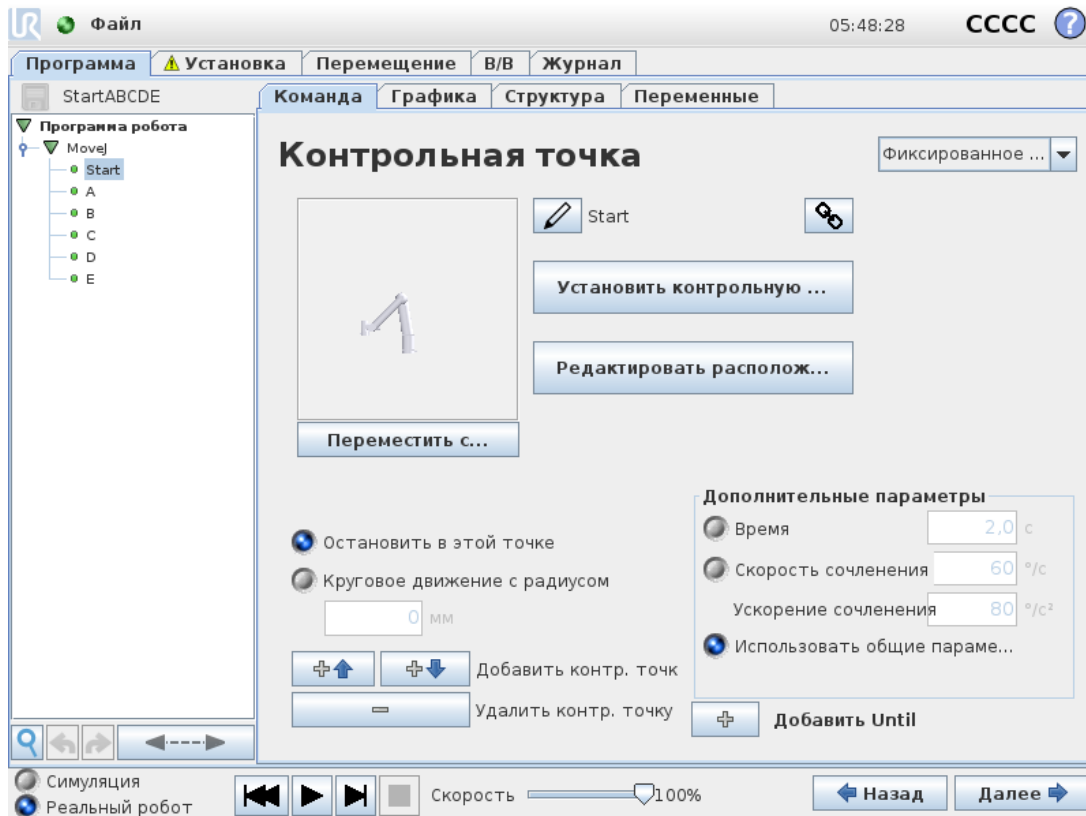 UR Файл 05:48:28 CCCC ?
Программа Установка Перемещение В/В Журнал
StartABCDE Команда Графика Структура Переменные
Программа робота
MoveJ
Start
A
B
C
D
E
Контрольная точка Фиксированное ...
Start
Установить контрольную ...
Редактировать располож...
Переместить с...
Остановить в этой точке
Круговое движение с радиусом
0 мм
Добавить контр. точк
Удалить контр. точку
Дополнительные параметры
Время 2,0 с
Скорость сочленения 60 °/с
Ускорение сочленения 80 °/с²
Использовать общие параме...
Добавить Until
Симуляция
Реальный робот
Скорость 100%
Назад Далее